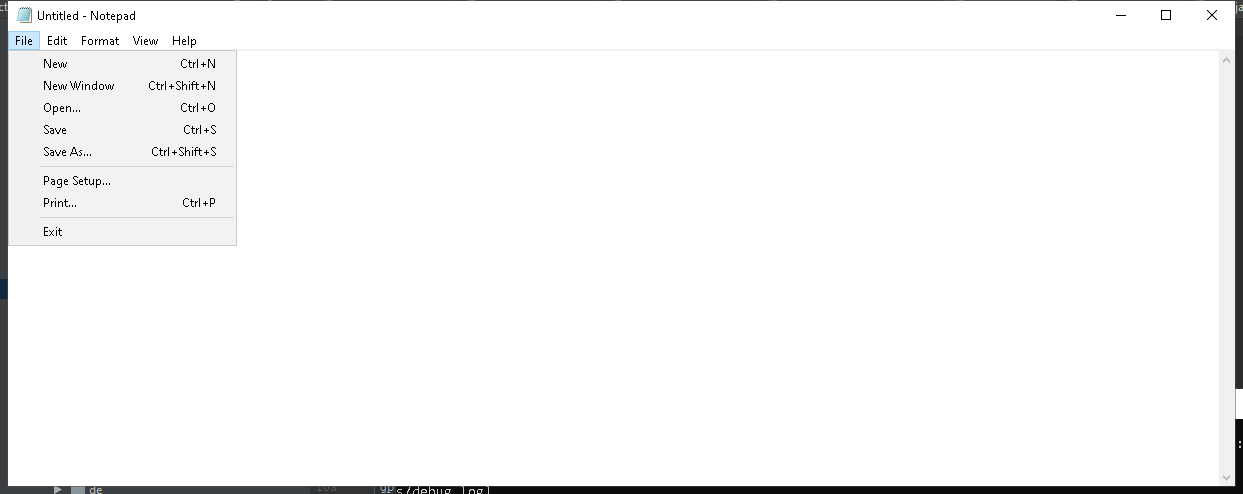 Untitled - Notepad
File Edit Format View Help
New Ctrl+N
New Window Ctrl+Shift+N
Open... Ctrl+O
Save Ctrl+S
Save As... Ctrl+Shift+S
Page Setup...
Print... Ctrl+P
Exit
de
s/debug log